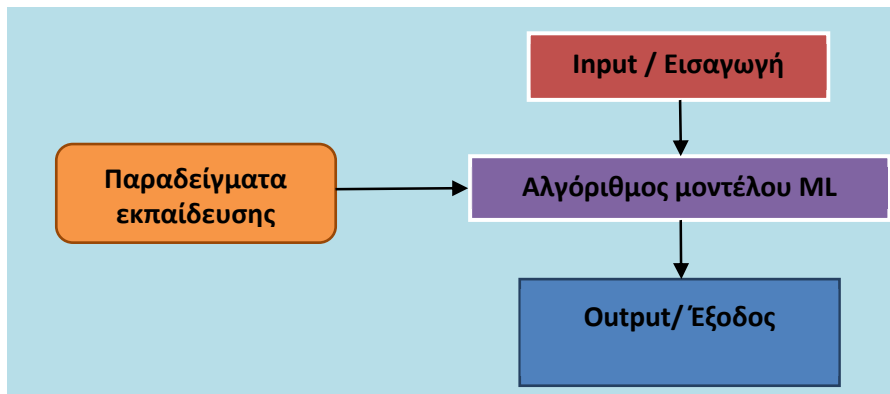 Input / Εισαγωγή
Παραδείγματα
εκπαίδευσης
Αλγόριθμος μοντέλου ML
Output/ Έξοδος